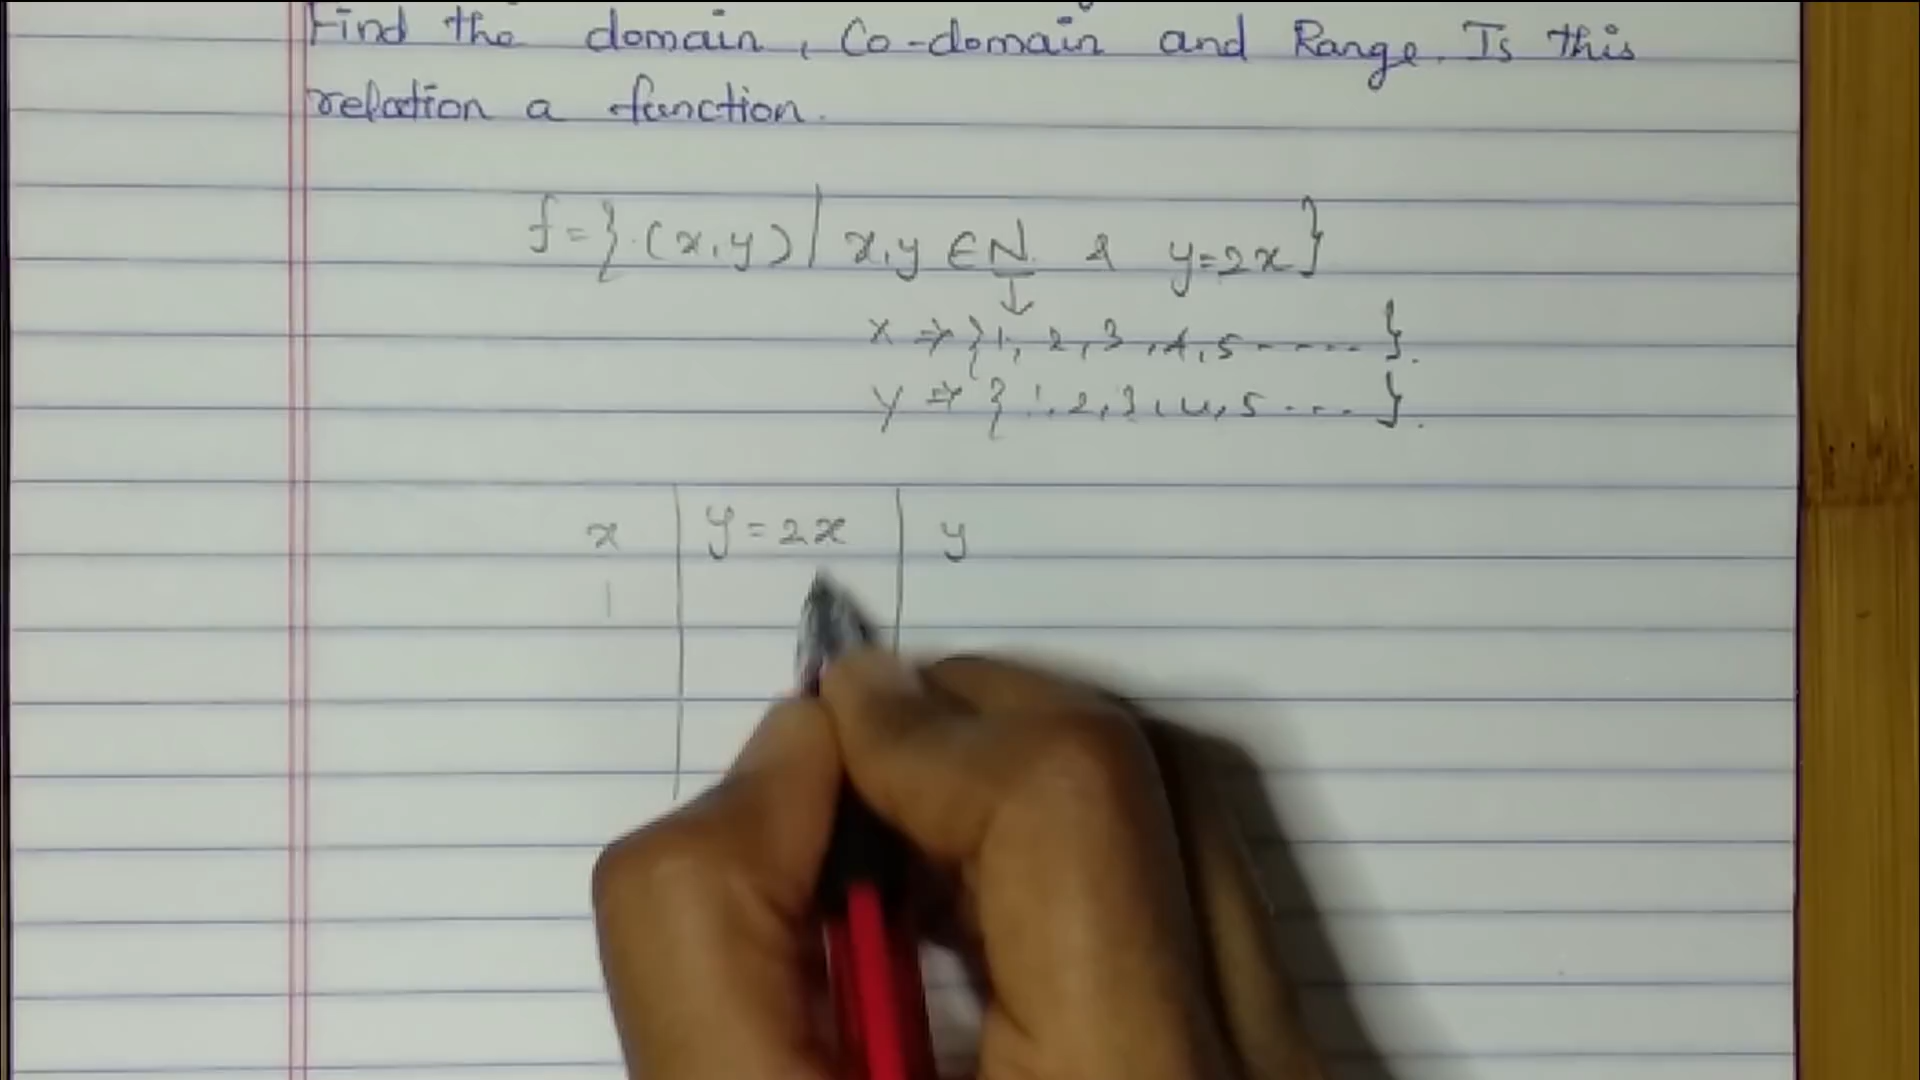 Find the domain, Co-domain and Range. Is this
relation a function.
f = { (x,y) | x,y ∈ N & y=2x }
↓
x ⇒ { 1, 2, 3, 4, 5 ----- }.
y ⇒ { 1, 2, 3, 4, 5 ---- }.
x | y = 2x | y
1